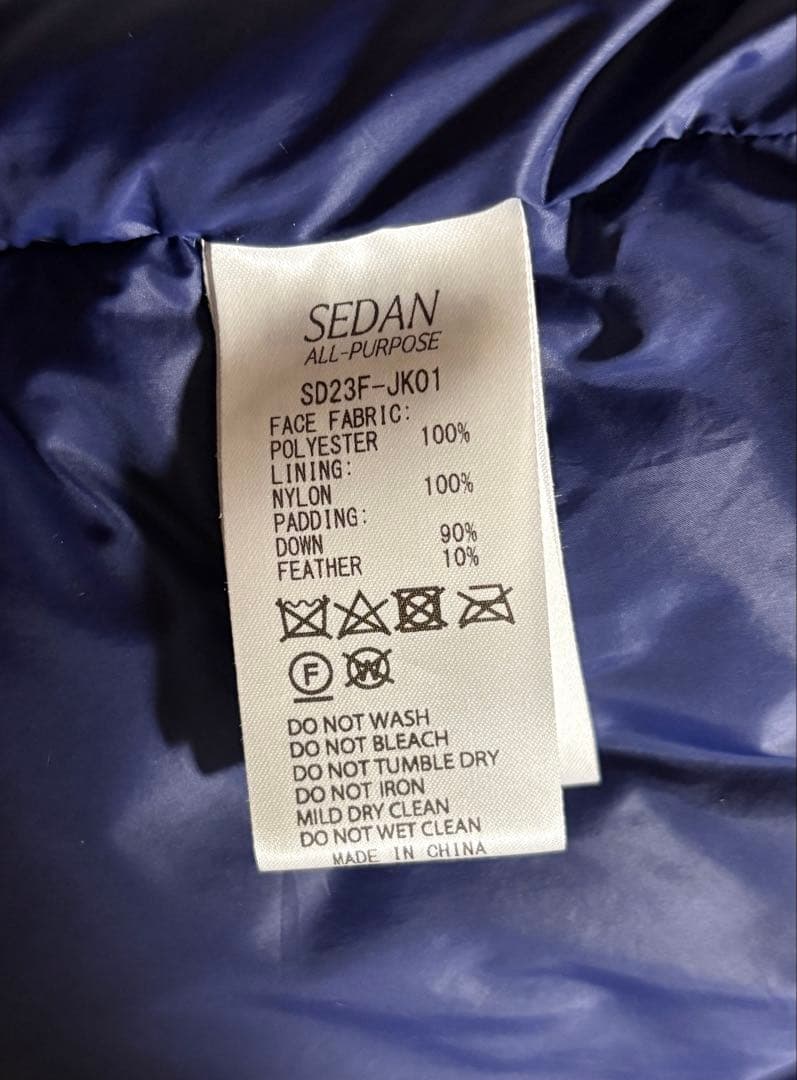 SEDAN
ALL-PURPOSE
SD23F-JK01
FACE FABRIC:
POLYESTER 100%
LINING:
NYLON 100%
PADDING:
DOWN 90%
FEATHER 10%
F W
DO NOT WASH
DO NOT BLEACH
DO NOT TUMBLE DRY
DO NOT IRON
MILD DRY CLEAN
DO NOT WET CLEAN
MADE IN CHINA